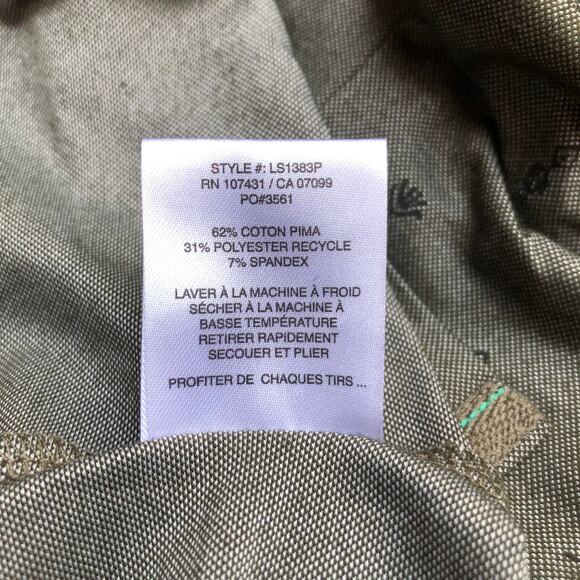 STYLE #: LS1383P
RN 107431 / CA 07099
PO#3561
62% COTON PIMA
31% POLYESTER RECYCLE
7% SPANDEX
LAVER À LA MACHINE À FROID
SÉCHER À LA MACHINE À
BASSE TEMPÉRATURE
RETIRER RAPIDEMENT
SECOUER ET PLIER
PROFITER DE CHAQUES TIRS ...